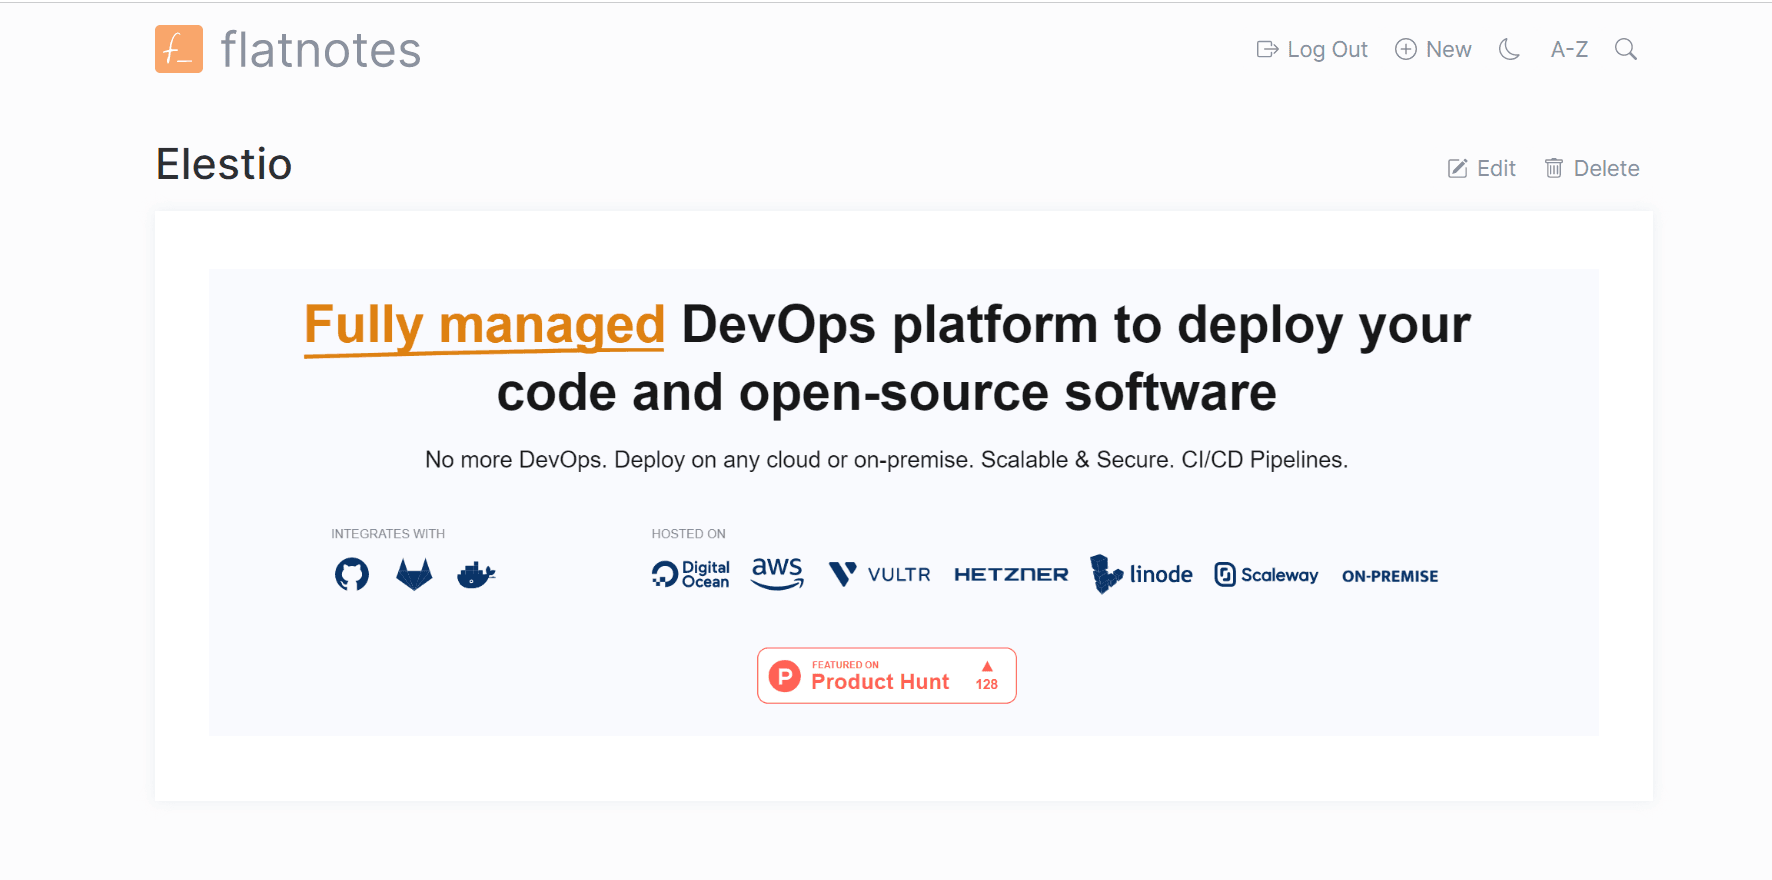 flatnotes
Log Out New A-Z
Elestio
Edit Delete
Fully managed DevOps platform to deploy your
code and open-source software
No more DevOps. Deploy on any cloud or on-premise. Scalable & Secure. CI/CD Pipelines.
INTEGRATES WITH
HOSTED ON
Digital
Ocean
aws
VULTR
HETZNER
linode
Scaleway
ON-PREMISE
P
FEATURED ON
Product Hunt
128